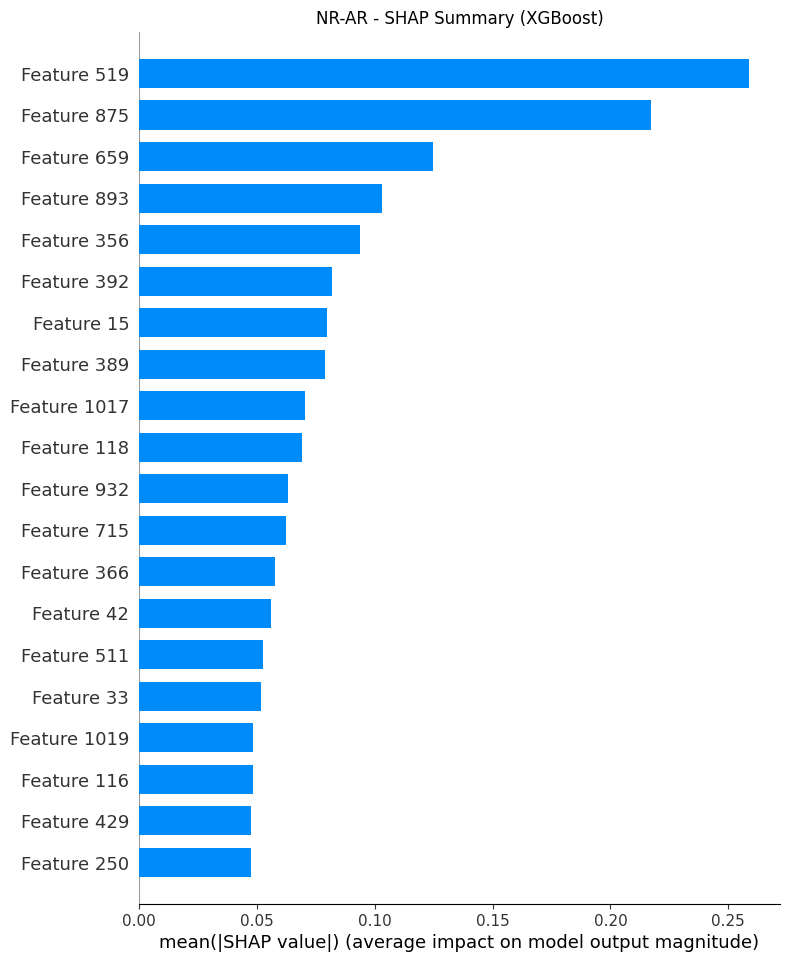 NR-AR - SHAP Summary (XGBoost)
Feature 519
Feature 875
Feature 659
Feature 893
Feature 356
Feature 392
Feature 15
Feature 389
Feature 1017
Feature 118
Feature 932
Feature 715
Feature 366
Feature 42
Feature 511
Feature 33
Feature 1019
Feature 116
Feature 429
Feature 250
0.00 0.05 0.10 0.15 0.20 0.25
mean(|SHAP value|) (average impact on model output magnitude)